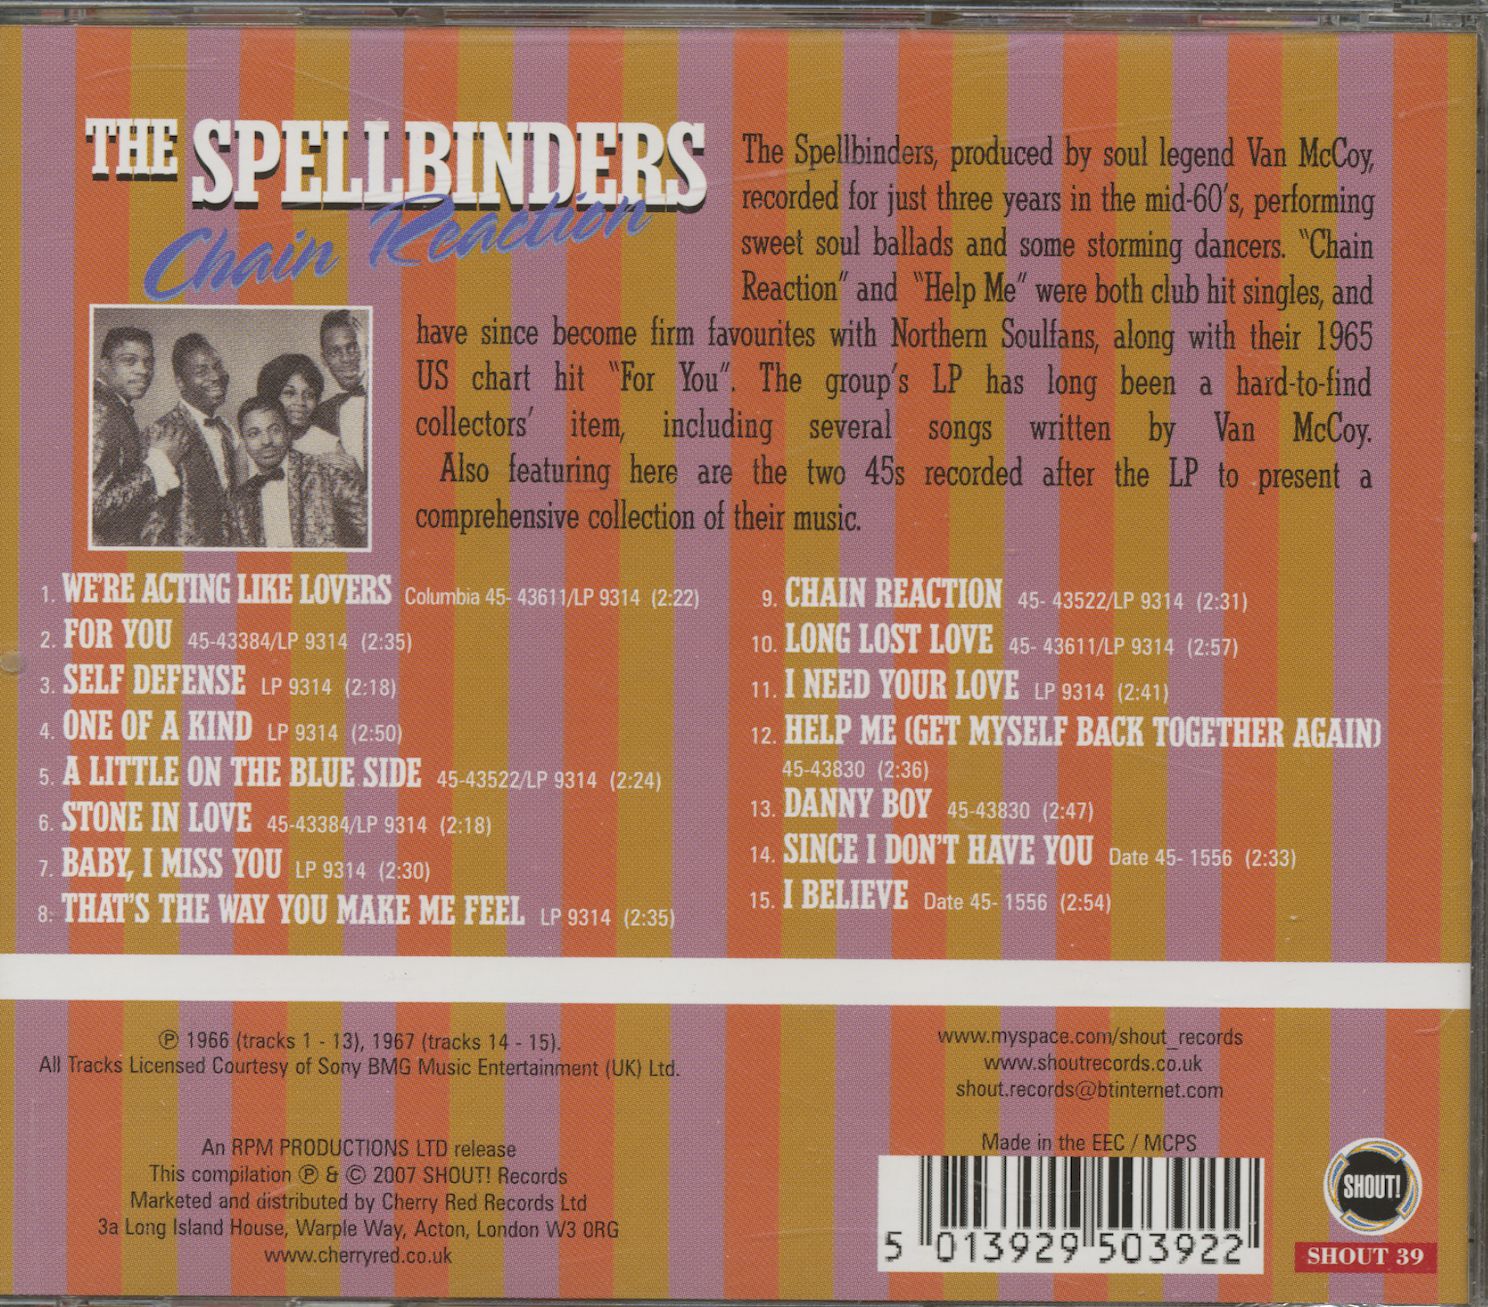 THE SPELLBINDERS
Chain Reaction
The Spellbinders, produced by soul legend Van McCoy,
recorded for just three years in the mid-60's, performing
sweet soul ballads and some storming dancers. "Chain
Reaction" and "Help Me" were both club hit singles, and
have since become firm favourites with Northern Soulfans, along with their 1965
US chart hit "For You". The group's LP has long been a hard-to-find
collectors' item, including several songs written by Van McCoy.
Also featuring here are the two 45s recorded after the LP to present a
comprehensive collection of their music.
1. WE'RE ACTING LIKE LOVERS Columbia 45- 43611/LP 9314 (2:22)
2. FOR YOU 45-43384/LP 9314 (2:35)
3. SELF DEFENSE LP 9314 (2:18)
4. ONE OF A KIND LP 9314 (2:50)
5. A LITTLE ON THE BLUE SIDE 45-43522/LP 9314 (2:24)
6. STONE IN LOVE 45-43384/LP 9314 (2:18)
7. BABY, I MISS YOU LP 9314 (2:30)
8. THAT'S THE WAY YOU MAKE ME FEEL LP 9314 (2:35)
9. CHAIN REACTION 45- 43522/LP 9314 (2:31)
10. LONG LOST LOVE 45- 43611/LP 9314 (2:57)
11. I NEED YOUR LOVE LP 9314 (2:41)
12. HELP ME (GET MYSELF BACK TOGETHER AGAIN)
45-43830 (2:36)
13. DANNY BOY 45-43830 (2:47)
14. SINCE I DON'T HAVE YOU Date 45- 1556 (2:33)
15. I BELIEVE Date 45- 1556 (2:54)
℗ 1966 (tracks 1 - 13), 1967 (tracks 14 - 15).
All Tracks Licensed Courtesy of Sony BMG Music Entertainment (UK) Ltd.
An RPM PRODUCTIONS LTD release
This compilation ℗ & © 2007 SHOUT! Records
Marketed and distributed by Cherry Red Records Ltd
3a Long Island House, Warple Way, Acton, London W3 0RG
www.cherryred.co.uk
www.myspace.com/shout_records
www.shoutrecords.co.uk
shout.records@btinternet.com
Made in the EEC / MCPS
5 013929 503922
SHOUT!
SHOUT 39